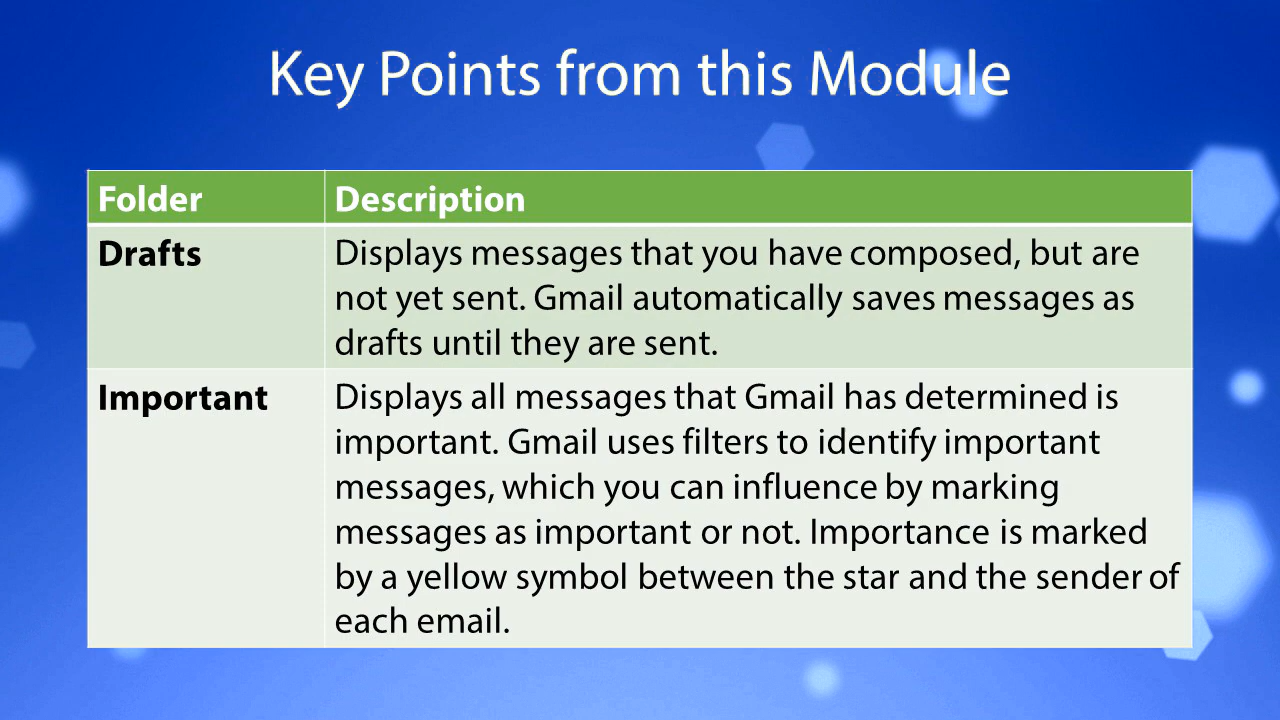 Key Points from this Module
Folder
Description
Drafts
Displays messages that you have composed, but are
not yet sent. Gmail automatically saves messages as
drafts until they are sent.
Important
Displays all messages that Gmail has determined is
important. Gmail uses filters to identify important
messages, which you can influence by marking
messages as important or not. Importance is marked
by a yellow symbol between the star and the sender of
each email.